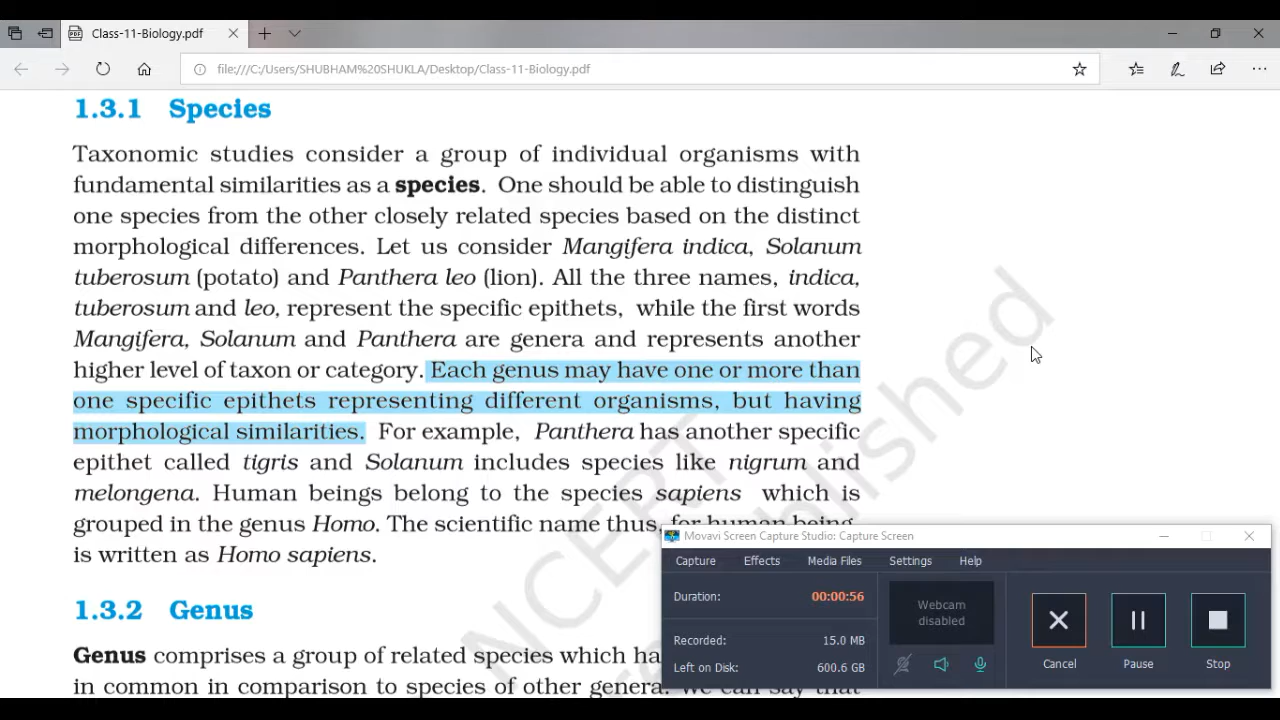 Class-11-Biology.pdf
file:///C:/Users/SHUBHAM%20SHUKLA/Desktop/Class-11-Biology.pdf
1.3.1 Species
Taxonomic studies consider a group of individual organisms with
fundamental similarities as a species. One should be able to distinguish
one species from the other closely related species based on the distinct
morphological differences. Let us consider Mangifera indica, Solanum
tuberosum (potato) and Panthera leo (lion). All the three names, indica,
tuberosum and leo, represent the specific epithets, while the first words
Mangifera, Solanum and Panthera are genera and represents another
higher level of taxon or category. Each genus may have one or more than
one specific epithets representing different organisms, but having
morphological similarities. For example, Panthera has another specific
epithet called tigris and Solanum includes species like nigrum and
melongena. Human beings belong to the species sapiens which is
grouped in the genus Homo. The scientific name thus, for human being,
is written as Homo sapiens.
1.3.2 Genus
Genus comprises a group of related species which ha
in common in comparison to species of other genera. We can say that
NCERT
Movavi Screen Capture Studio: Capture Screen
Capture Effects Media Files Settings Help
Duration: 00:00:56
Recorded: 15.0 MB
Left on Disk: 600.6 GB
Webcam
disabled
Cancel Pause Stop